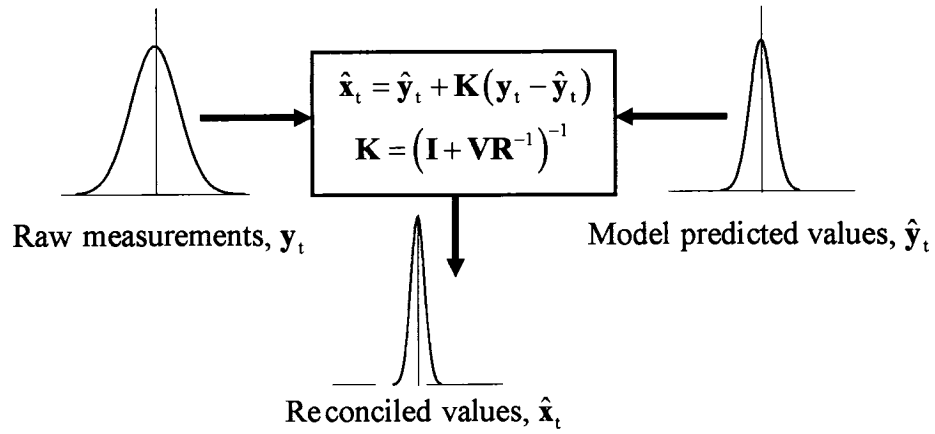 x̂ₜ = ŷₜ + K(yₜ − ŷₜ)
K = (I + VR⁻¹)⁻¹
Raw measurements, yₜ
Model predicted values, ŷₜ
Reconciled values, x̂ₜ